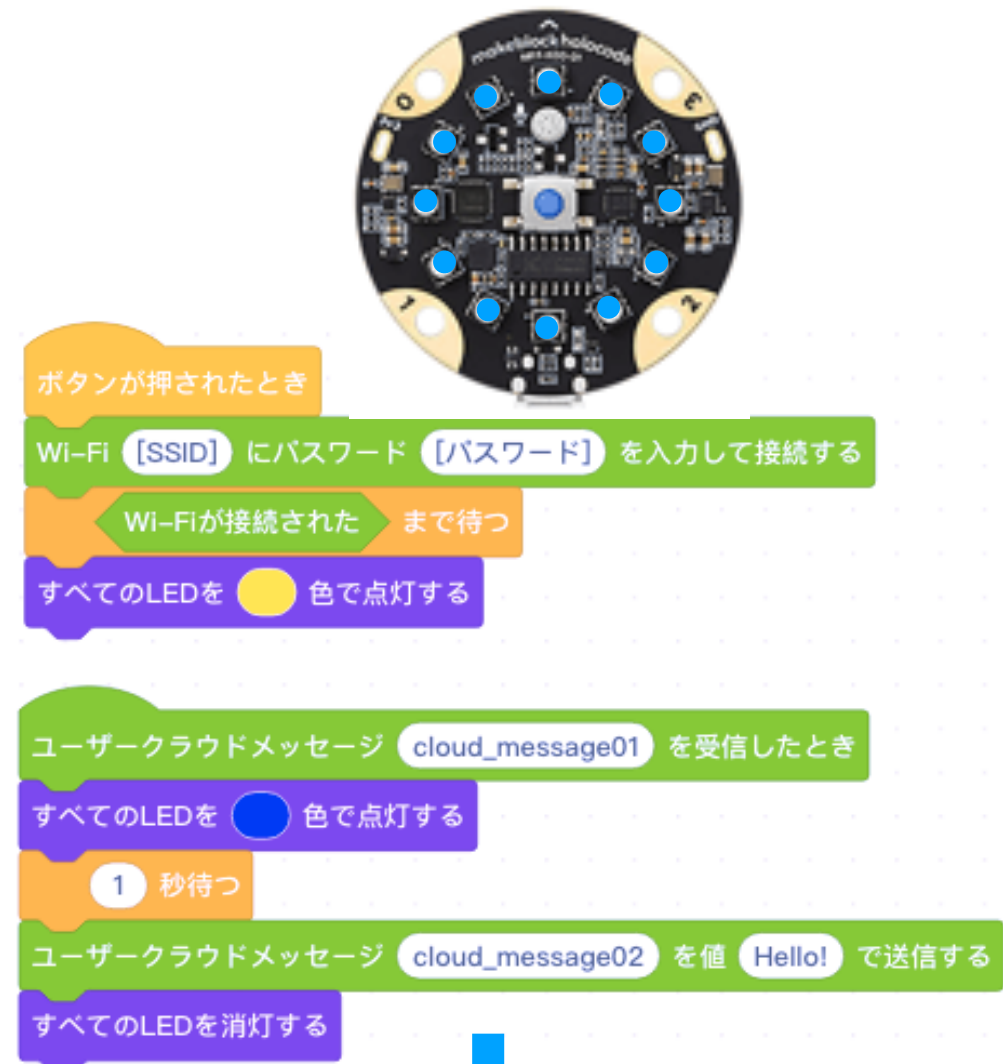 makeblock halocode
0
3
1
2
ボタンが押されたとき
Wi-Fi [SSID] にパスワード [パスワード] を入力して接続する
Wi-Fiが接続された まで待つ
すべてのLEDを 色で点灯する
ユーザークラウドメッセージ cloud_message01 を受信したとき
すべてのLEDを 色で点灯する
1 秒待つ
ユーザークラウドメッセージ cloud_message02 を値 Hello! で送信する
すべてのLEDを消灯する